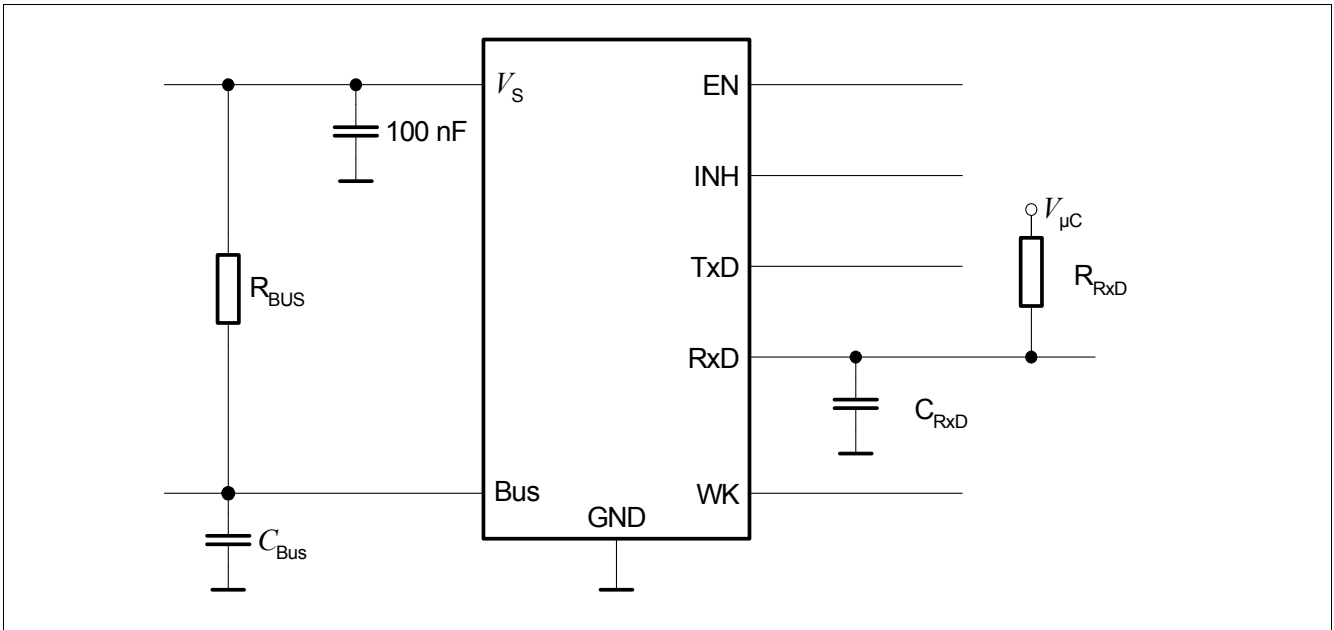 V_S
EN
100 nF
INH
V_µC
TxD
R_RxD
R_BUS
RxD
C_RxD
Bus
WK
GND
C_Bus